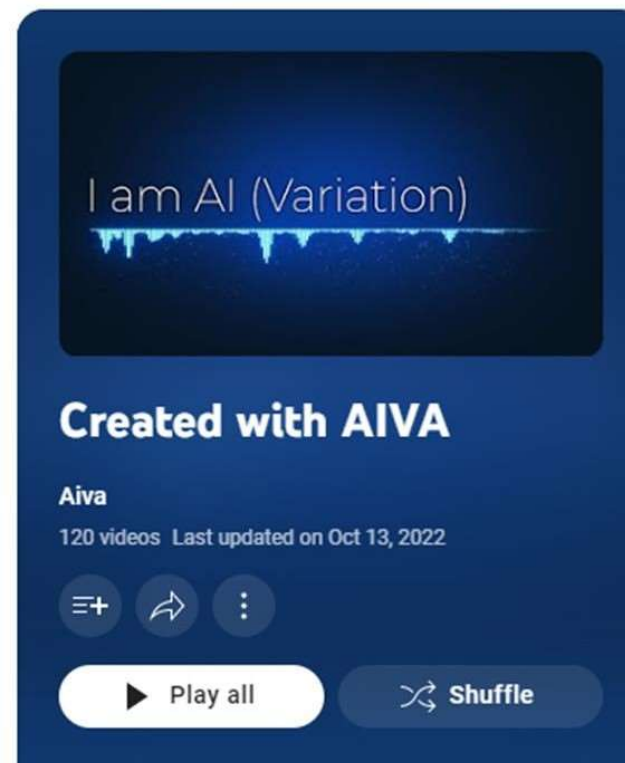 I am AI (Variation)
Created with AIVA
Aiva
120 videos Last updated on Oct 13, 2022
Play all Shuffle